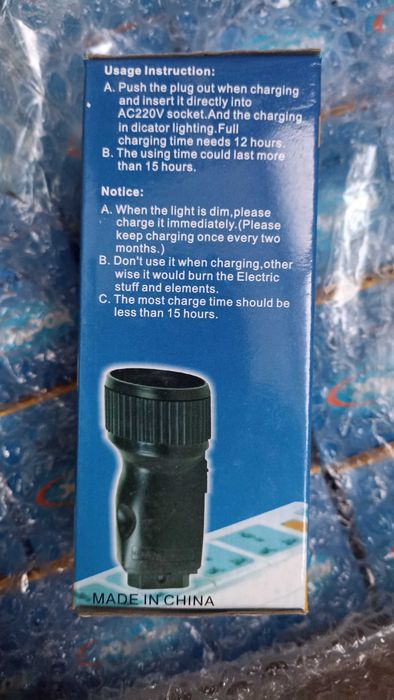 Usage Instruction:
A. Push the plug out when charging
and insert it directly into
AC220V socket.And the charging
in dicator lighting.Full
charging time needs 12 hours.
B. The using time could last more
than 15 hours.
Notice:
A. When the light is dim,please
charge it immediately.(Please
keep charging once every two
months.)
B. Don't use it when charging,other
wise it would burn the Electric
stuff and elements.
C. The most charge time should be
less than 15 hours.
MADE IN CHINA